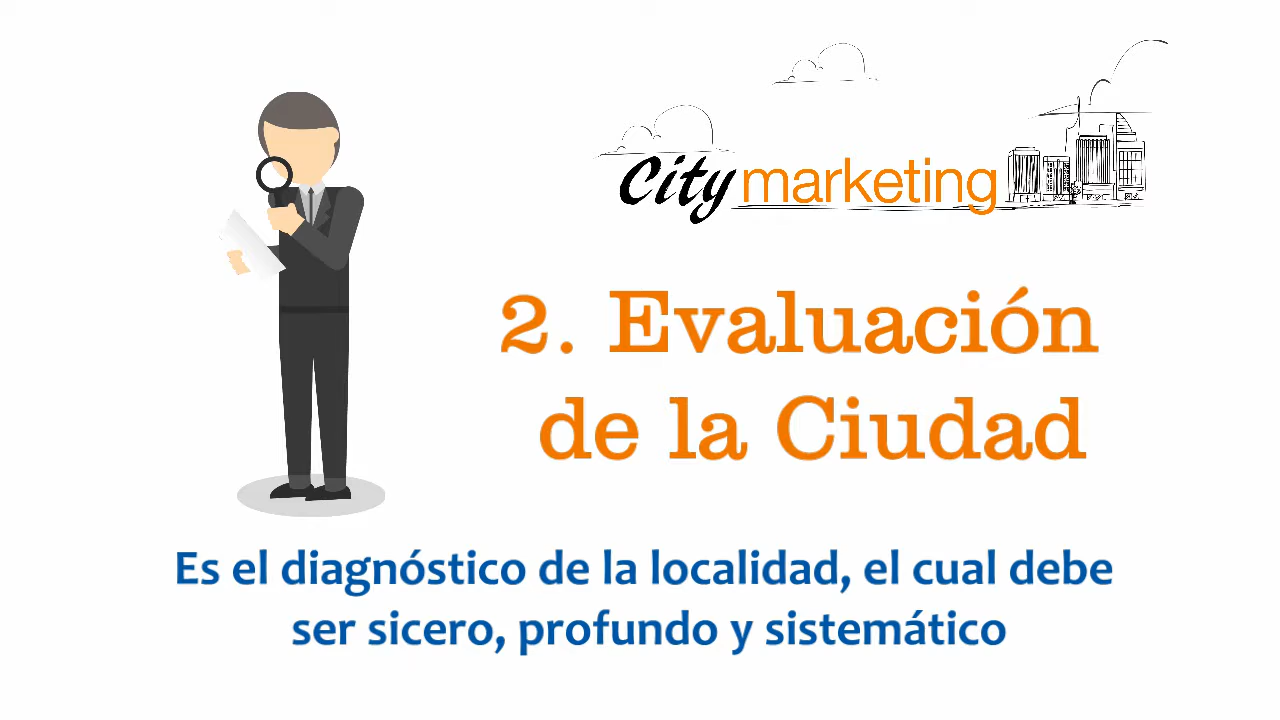 City marketing
2. Evaluación
de la Ciudad
Es el diagnóstico de la localidad, el cual debe
ser sicero, profundo y sistemático